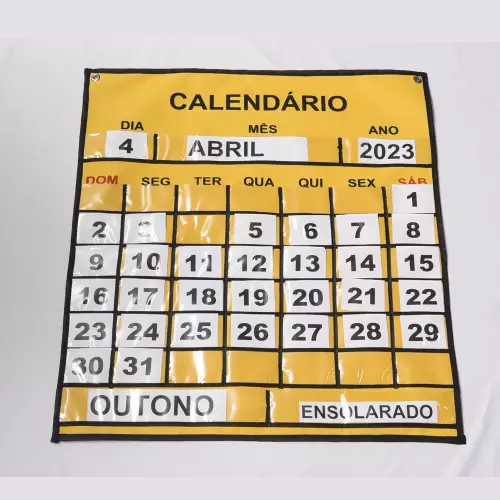 CALENDÁRIO
DIA MÊS ANO
4 ABRIL 2023
DOM SEG TER QUA QUI SEX SÁB
1
2 3 5 6 7 8
9 10 11 12 13 14 15
16 17 18 19 20 21 22
23 24 25 26 27 28 29
30 31
OUTONO ENSOLARADO